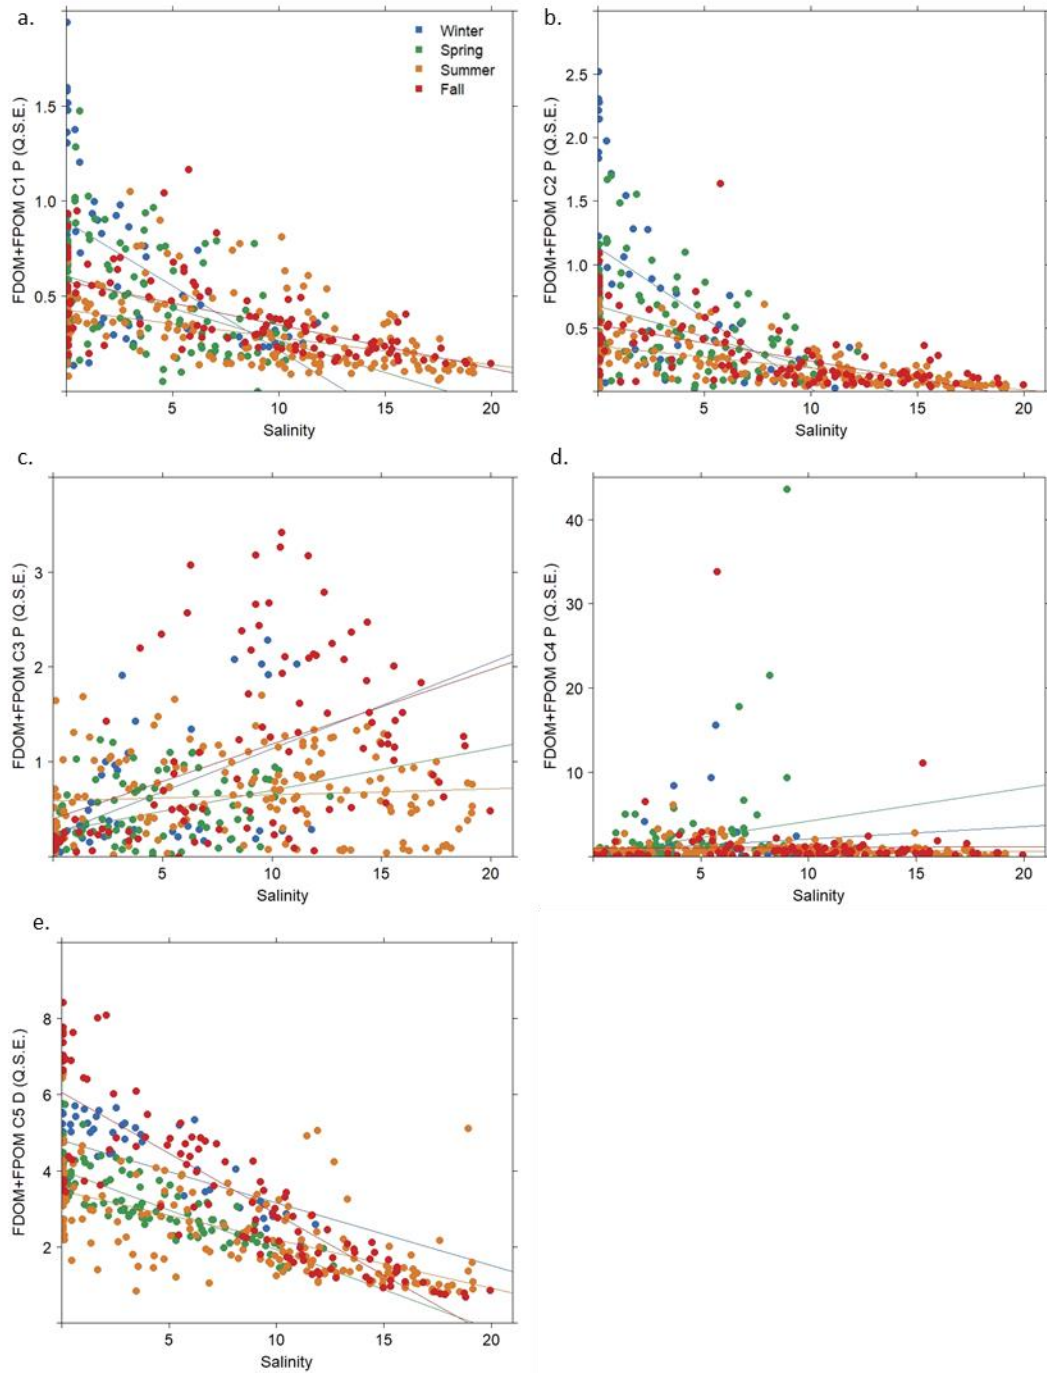 a.
Winter
Spring
Summer
Fall
FDOM+FPOM C1 P (Q.S.E.)
1.5
1.0
0.5
5 10 15 20
Salinity
b.
FDOM+FPOM C2 P (Q.S.E.)
2.5
2.0
1.5
1.0
0.5
5 10 15 20
Salinity
c.
FDOM+FPOM C3 P (Q.S.E.)
3
2
1
5 10 15 20
Salinity
d.
FDOM+FPOM C4 P (Q.S.E.)
40
30
20
10
5 10 15 20
Salinity
e.
FDOM+FPOM C5 D (Q.S.E.)
8
6
4
2
5 10 15 20
Salinity